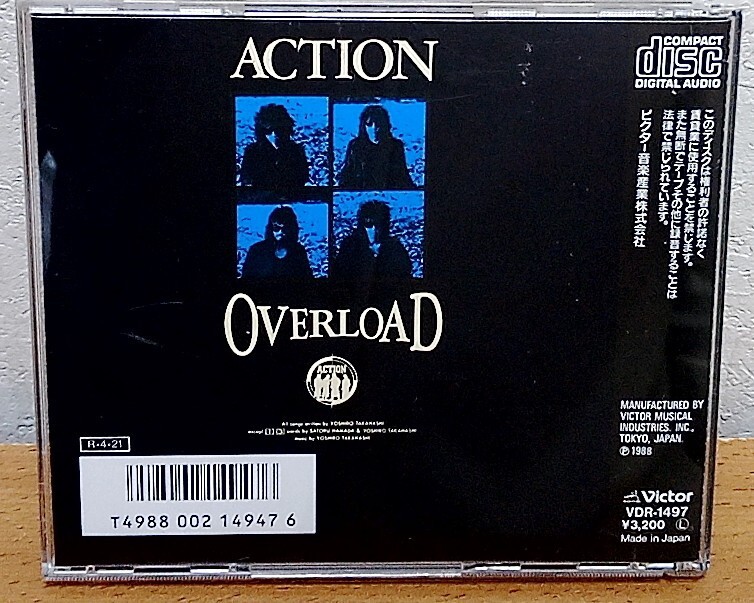 ACTION
OVERLOAD
ACTION
All songs written by YOSHIRO TAKAHASHI
words by SATORU HAMADA & YOSHIRO TAKAHASHI
music by YOSHIRO TAKAHASHI
R・4・21
T4988 002 14947 6
COMPACT
disc
DIGITAL AUDIO
このディスクは権利者の許諾なく
賃貸業に使用することを禁じます。
また無断でテープその他に録音することは
法律で禁じられています。
ビクター音楽産業株式会社
MANUFACTURED BY
VICTOR MUSICAL
INDUSTRIES. INC.,
TOKYO, JAPAN.
Ⓟ 1988
Victor
VDR-1497
¥3,200 Ⓛ
Made in Japan